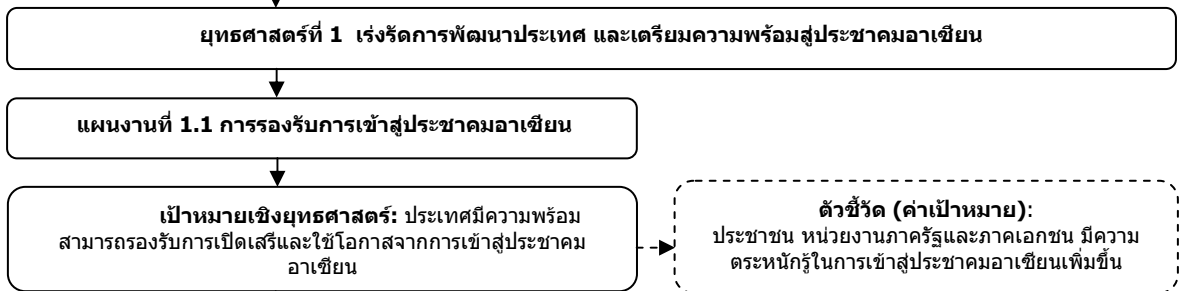 ยุทธศาสตร์ที่ 1 เร่งรัดการพัฒนาประเทศ และเตรียมความพร้อมสู่ประชาคมอาเซียน
แผนงานที่ 1.1 การรองรับการเข้าสู่ประชาคมอาเซียน
เป้าหมายเชิงยุทธศาสตร์: ประเทศมีความพร้อม
สามารถรองรับการเปิดเสรีและใช้โอกาสจากการเข้าสู่ประชาคม
อาเซียน
ตัวชี้วัด (ค่าเป้าหมาย):
ประชาชน หน่วยงานภาครัฐและภาคเอกชน มีความ
ตระหนักรู้ในการเข้าสู่ประชาคมอาเซียนเพิ่มขึ้น